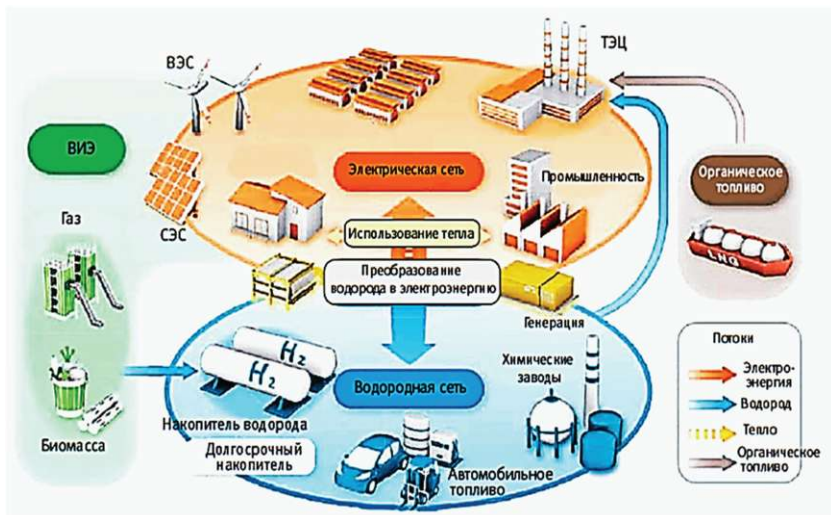 ВЭС
ТЭЦ
ВИЭ
Электрическая сеть
Промышленность
Органическое
топливо
Газ
СЭС
Использование тепла
LNG
Преобразование
водорода в электроэнергию
Генерация
H2
H2
Химические
заводы
Водородная сеть
Накопитель водорода
Биомасса
Долгосрочный
накопитель
Автомобильное
топливо
Потоки
Электро-
энергия
Водород
Тепло
Органическое
топливо